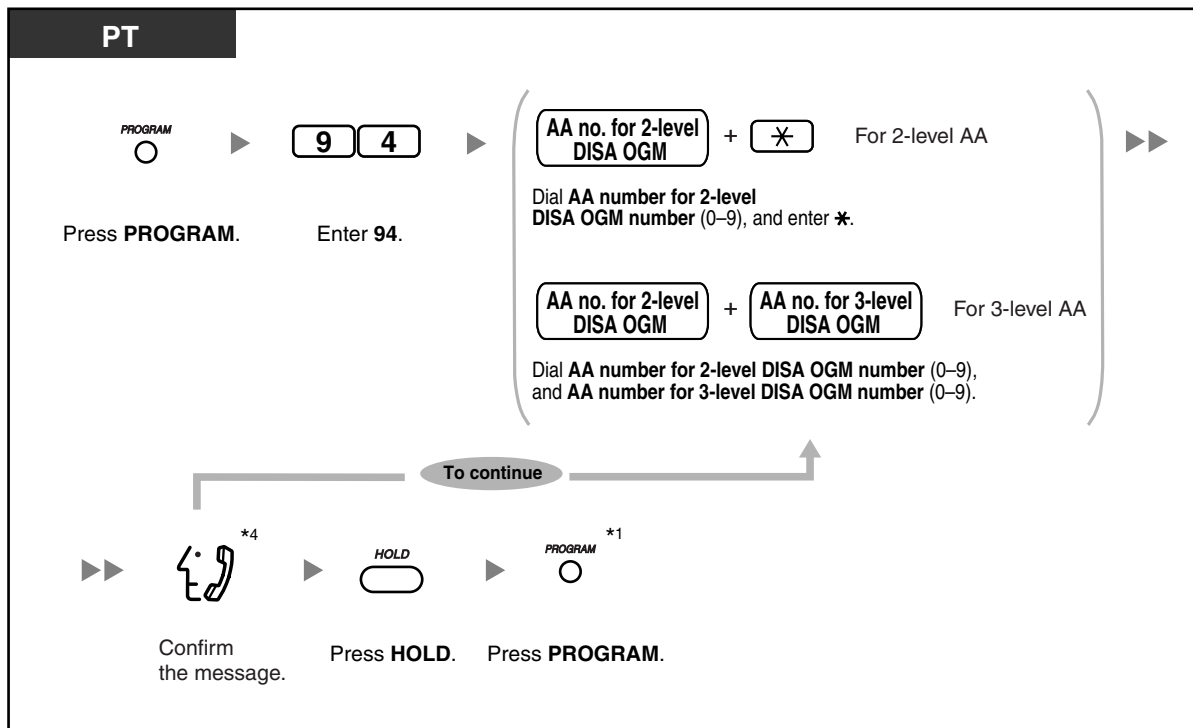 PT
PROGRAM
9 4
AA no. for 2-level
DISA OGM
+ ✱ For 2-level AA
Press PROGRAM.
Enter 94.
Dial AA number for 2-level
DISA OGM number (0–9), and enter ✱.
AA no. for 2-level
DISA OGM
+
AA no. for 3-level
DISA OGM
For 3-level AA
Dial AA number for 2-level DISA OGM number (0–9),
and AA number for 3-level DISA OGM number (0–9).
To continue
*4
HOLD
PROGRAM *1
Confirm
the message.
Press HOLD.
Press PROGRAM.